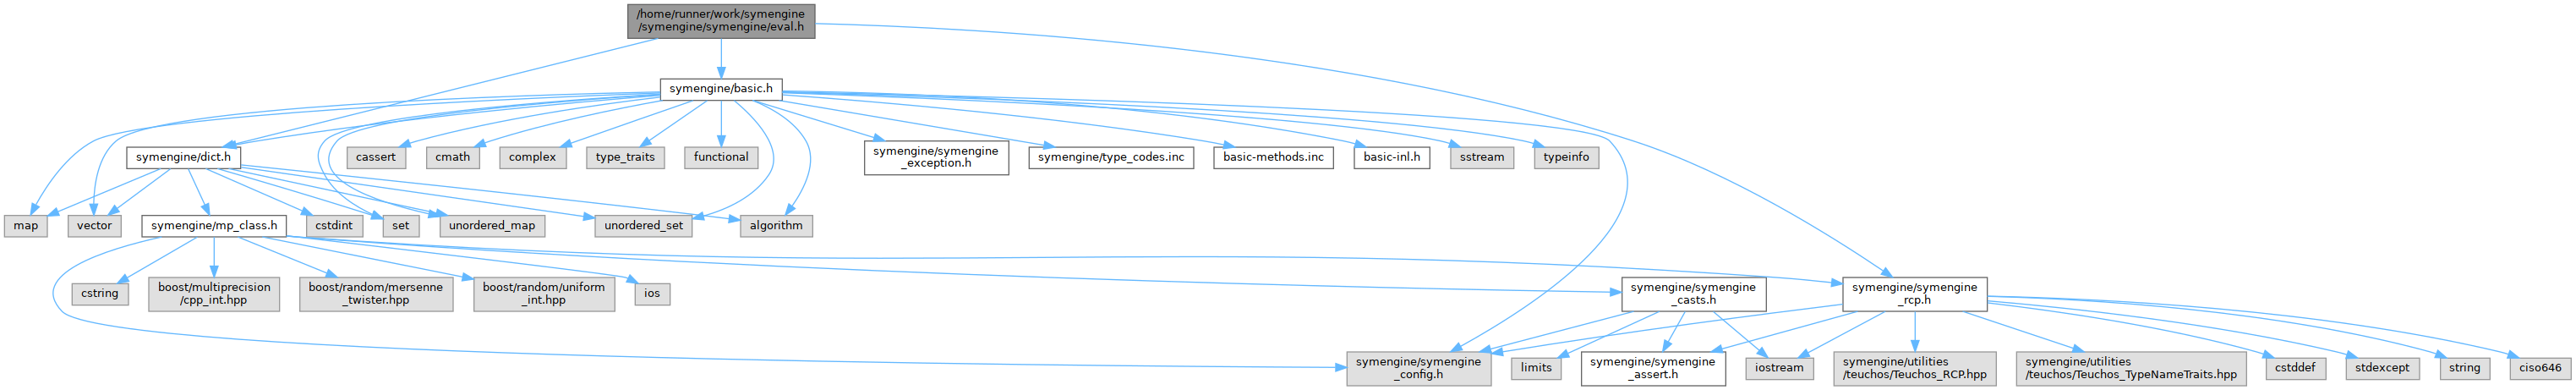 /home/runner/work/symengine
/symengine/symengine/eval.h
symengine/basic.h
symengine/dict.h
cassert
cmath
complex
type_traits
functional
symengine/symengine
_exception.h
symengine/type_codes.inc
basic-methods.inc
basic-inl.h
sstream
typeinfo
map
vector
symengine/mp_class.h
cstdint
set
unordered_map
unordered_set
algorithm
cstring
boost/multiprecision
/cpp_int.hpp
boost/random/mersenne
_twister.hpp
boost/random/uniform
_int.hpp
ios
symengine/symengine
_casts.h
symengine/symengine
_rcp.h
symengine/symengine
_config.h
limits
symengine/symengine
_assert.h
iostream
symengine/utilities
/teuchos/Teuchos_RCP.hpp
symengine/utilities
/teuchos/Teuchos_TypeNameTraits.hpp
cstddef
stdexcept
string
ciso646